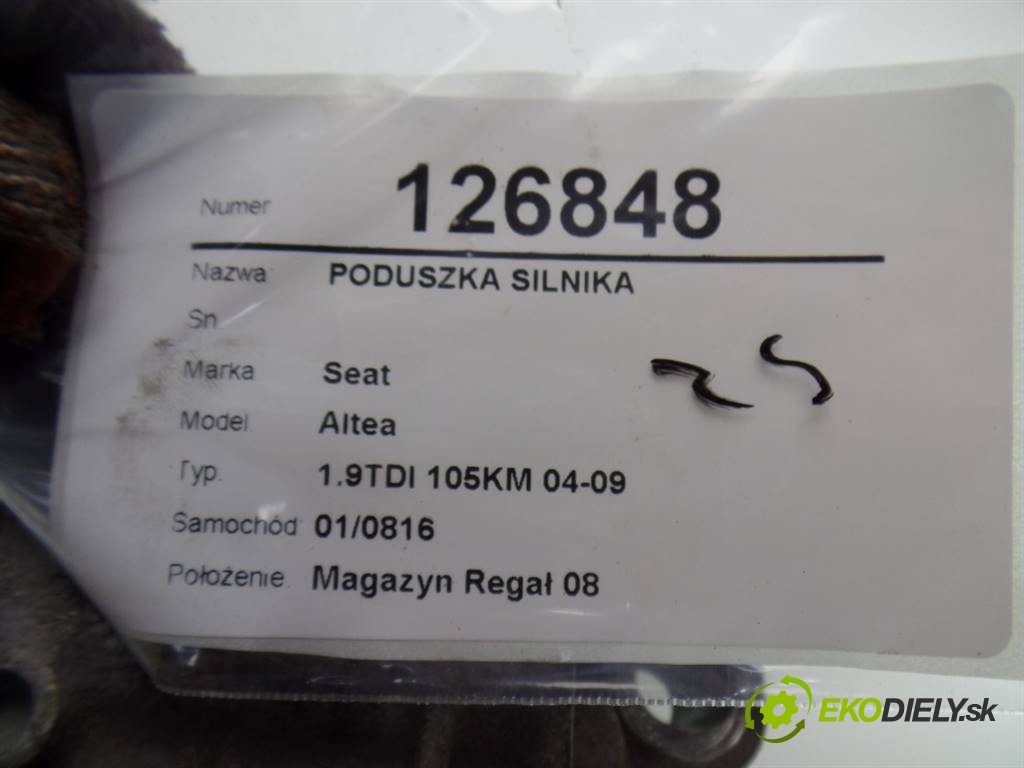 Numer 126848
Nazwa PODUSZKA SILNIKA
Sn
Marka Seat
Model Altea
Typ. 1.9TDI 105KM 04-09
Samochód 01/0816
Położenie Magazyn Regał 08
EKODIELY.sk